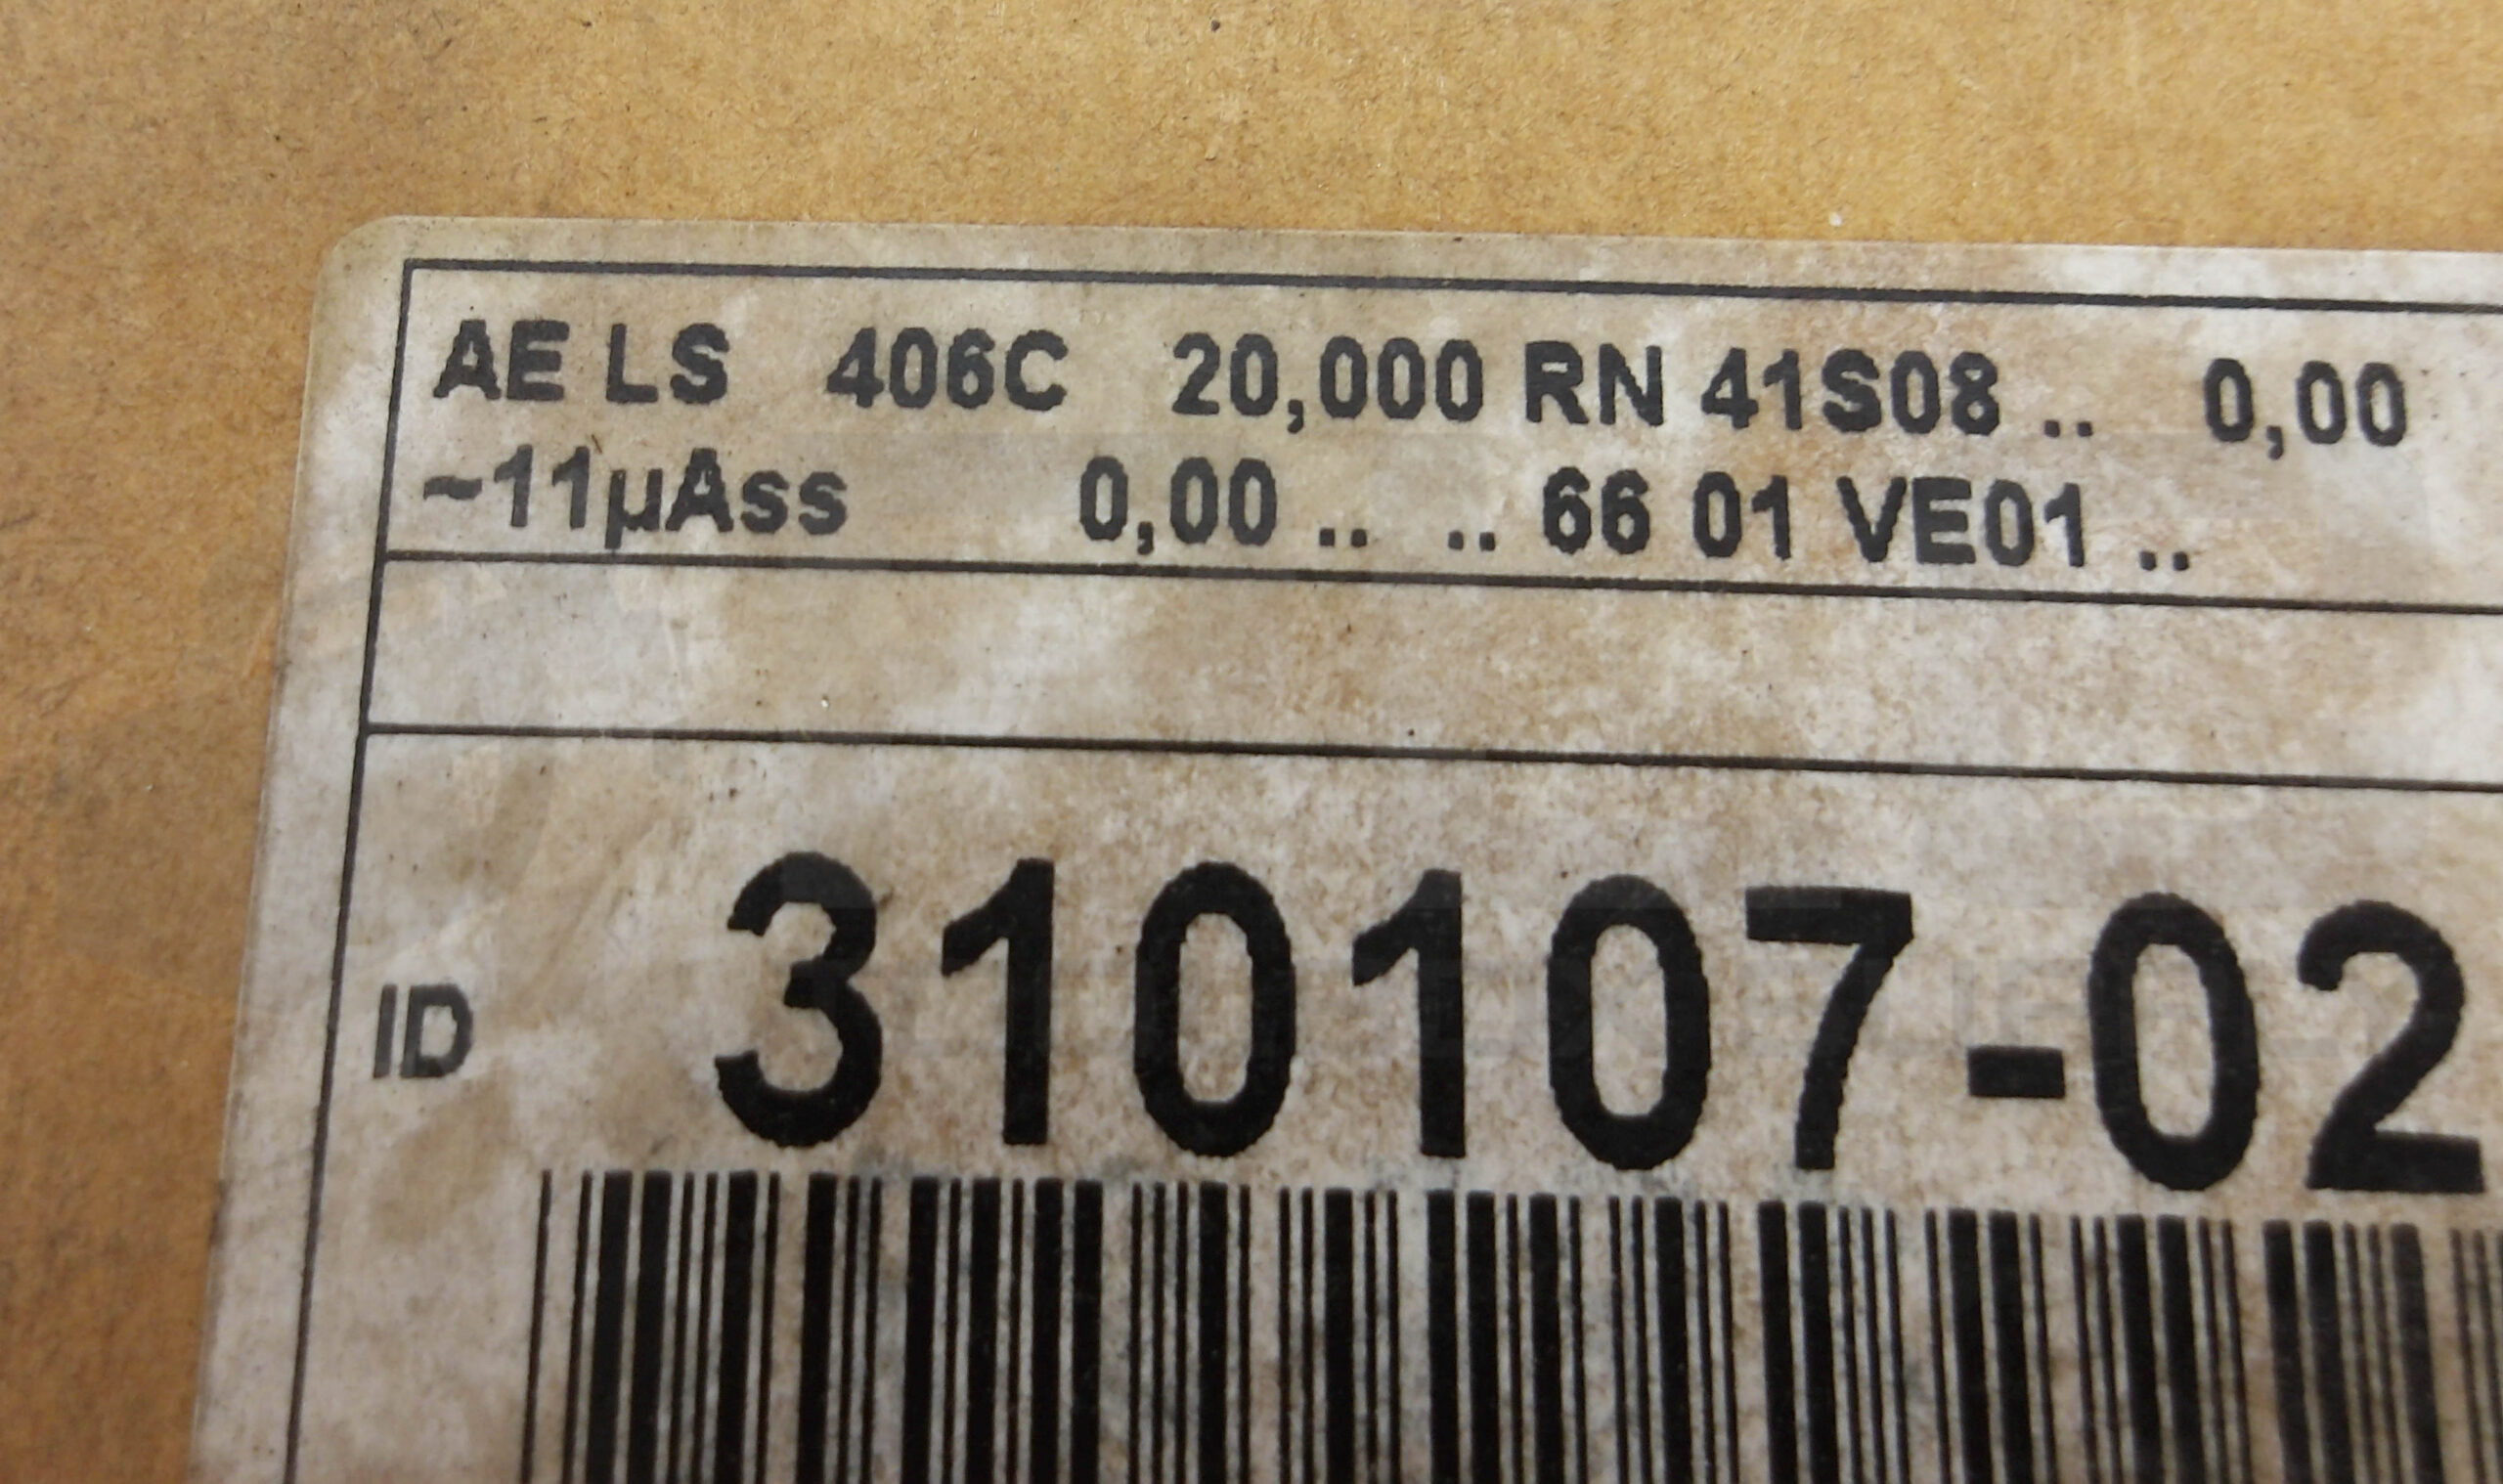 AE LS 406C 20,000 RN 41S08 .. 0,00
~11µAss 0,00 .. .. 66 01 VE01 ..
ID 310107-02